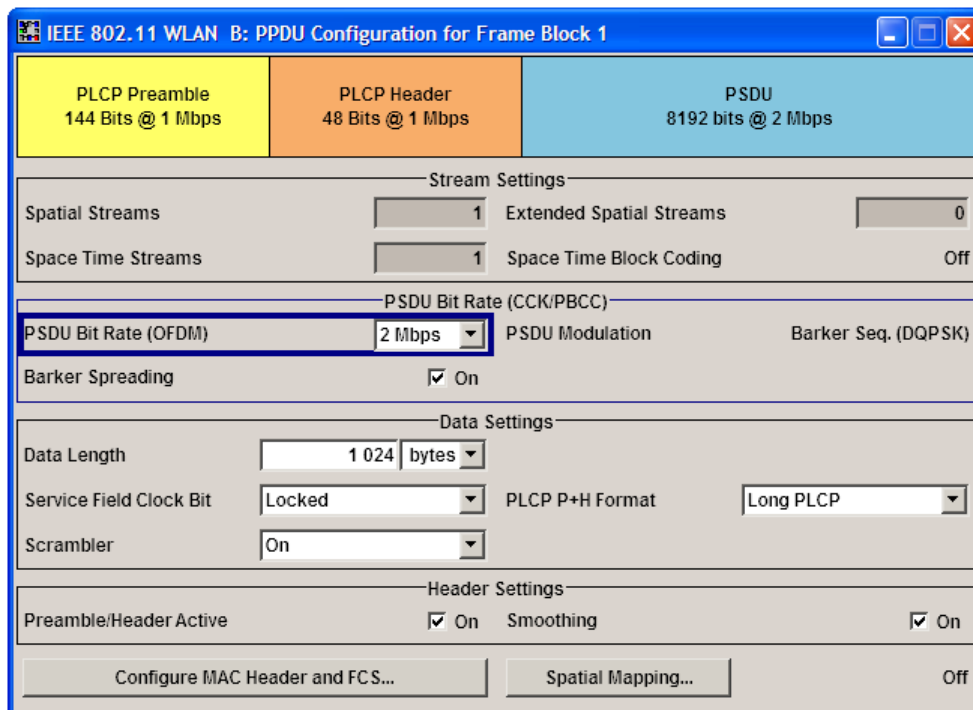 IEEE 802.11 WLAN B: PPDU Configuration for Frame Block 1
PLCP Preamble
144 Bits @ 1 Mbps
PLCP Header
48 Bits @ 1 Mbps
PSDU
8192 bits @ 2 Mbps
Stream Settings
Spatial Streams 1 Extended Spatial Streams 0
Space Time Streams 1 Space Time Block Coding Off
PSDU Bit Rate (CCK/PBCC)
PSDU Bit Rate (OFDM) 2 Mbps PSDU Modulation Barker Seq. (DQPSK)
Barker Spreading On
Data Settings
Data Length 1 024 bytes
Service Field Clock Bit Locked PLCP P+H Format Long PLCP
Scrambler On
Header Settings
Preamble/Header Active On Smoothing On
Configure MAC Header and FCS... Spatial Mapping... Off